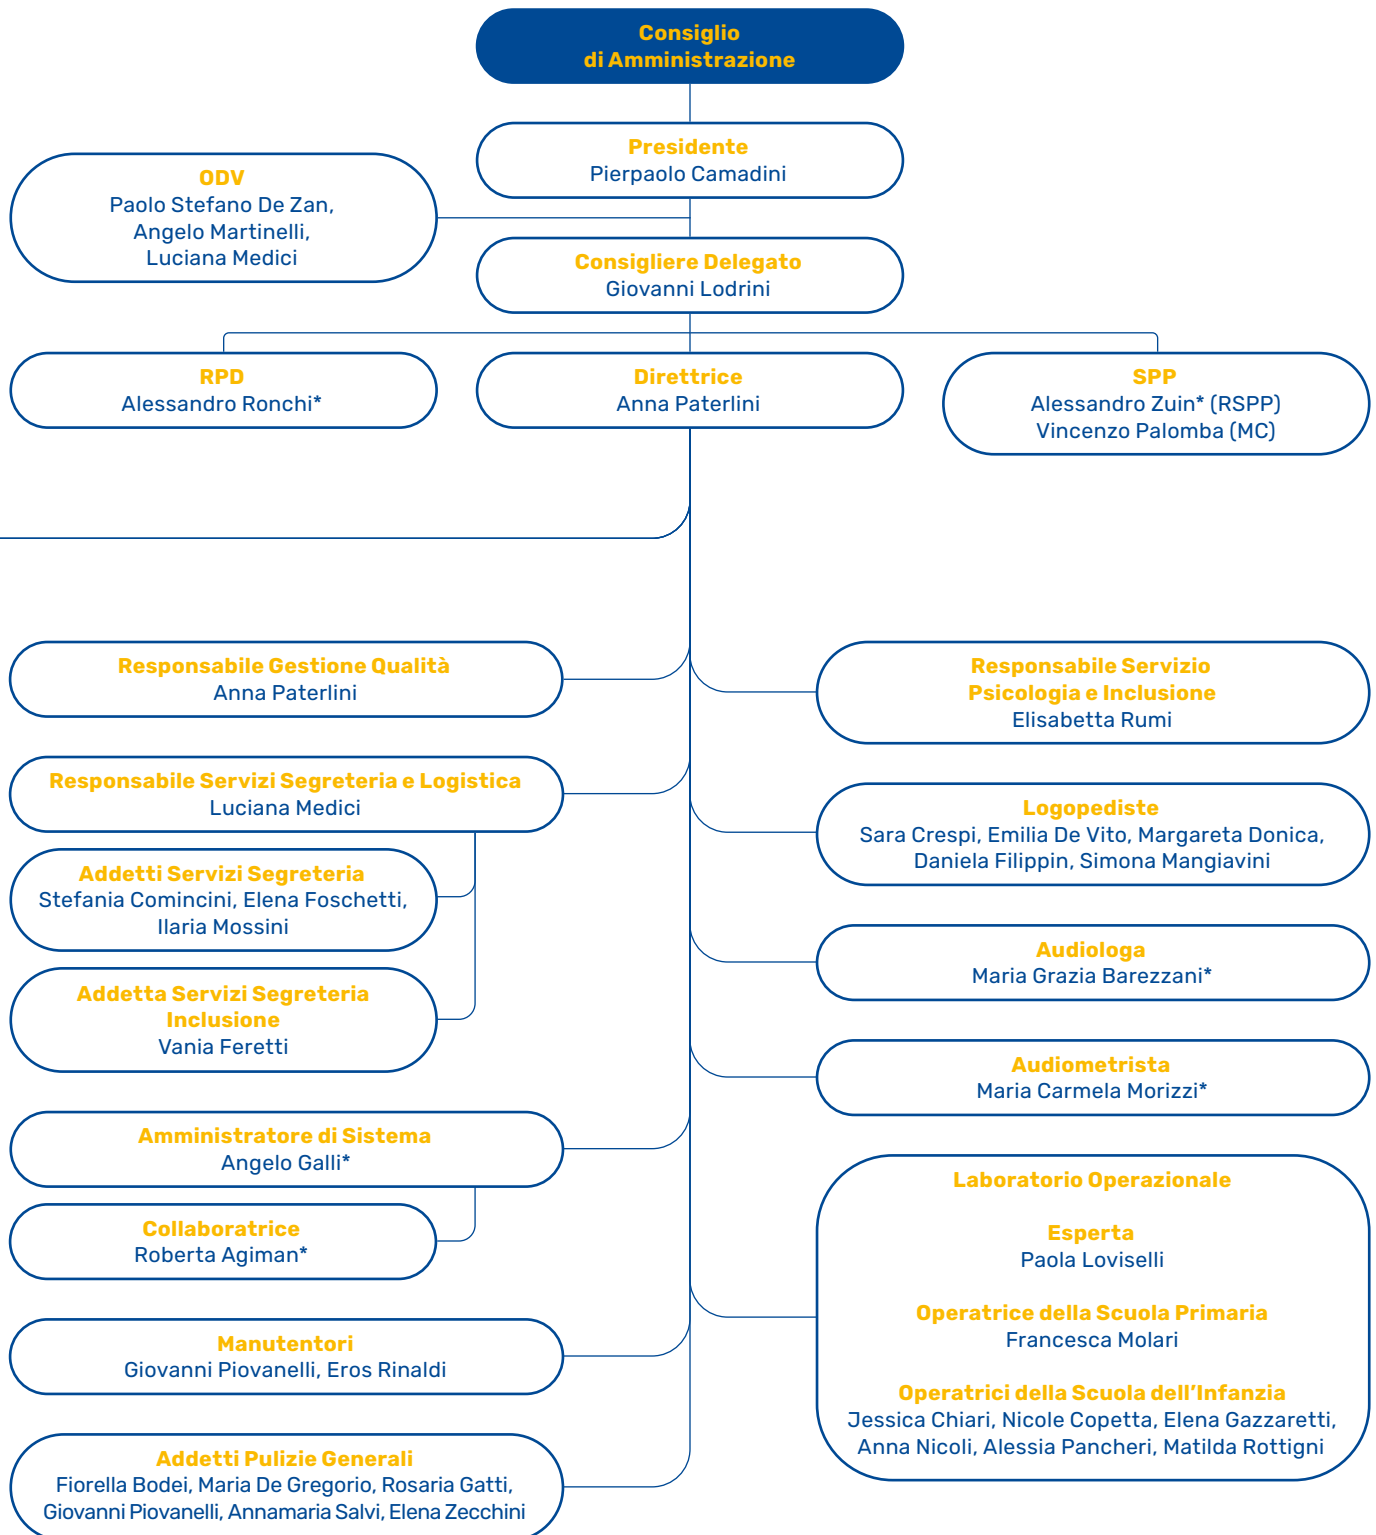 Consiglio
di Amministrazione
Presidente
Pierpaolo Camadini
ODV
Paolo Stefano De Zan,
Angelo Martinelli,
Luciana Medici
Consigliere Delegato
Giovanni Lodrini
RPD
Alessandro Ronchi*
Direttrice
Anna Paterlini
SPP
Alessandro Zuin* (RSPP)
Vincenzo Palomba (MC)
Responsabile Gestione Qualità
Anna Paterlini
Responsabile Servizi Segreteria e Logistica
Luciana Medici
Addetti Servizi Segreteria
Stefania Comincini, Elena Foschetti,
Ilaria Mossini
Addetta Servizi Segreteria
Inclusione
Vania Feretti
Amministratore di Sistema
Angelo Galli*
Collaboratrice
Roberta Agiman*
Manutentori
Giovanni Piovanelli, Eros Rinaldi
Addetti Pulizie Generali
Fiorella Bodei, Maria De Gregorio, Rosaria Gatti,
Giovanni Piovanelli, Annamaria Salvi, Elena Zecchini
Responsabile Servizio
Psicologia e Inclusione
Elisabetta Rumi
Logopediste
Sara Crespi, Emilia De Vito, Margareta Donica,
Daniela Filippin, Simona Mangiavini
Audiologa
Maria Grazia Barezzani*
Audiometrista
Maria Carmela Morizzi*
Laboratorio Operazionale
Esperta
Paola Loviselli
Operatrice della Scuola Primaria
Francesca Molari
Operatrici della Scuola dell’Infanzia
Jessica Chiari, Nicole Copetta, Elena Gazzaretti,
Anna Nicoli, Alessia Pancheri, Matilda Rottigni